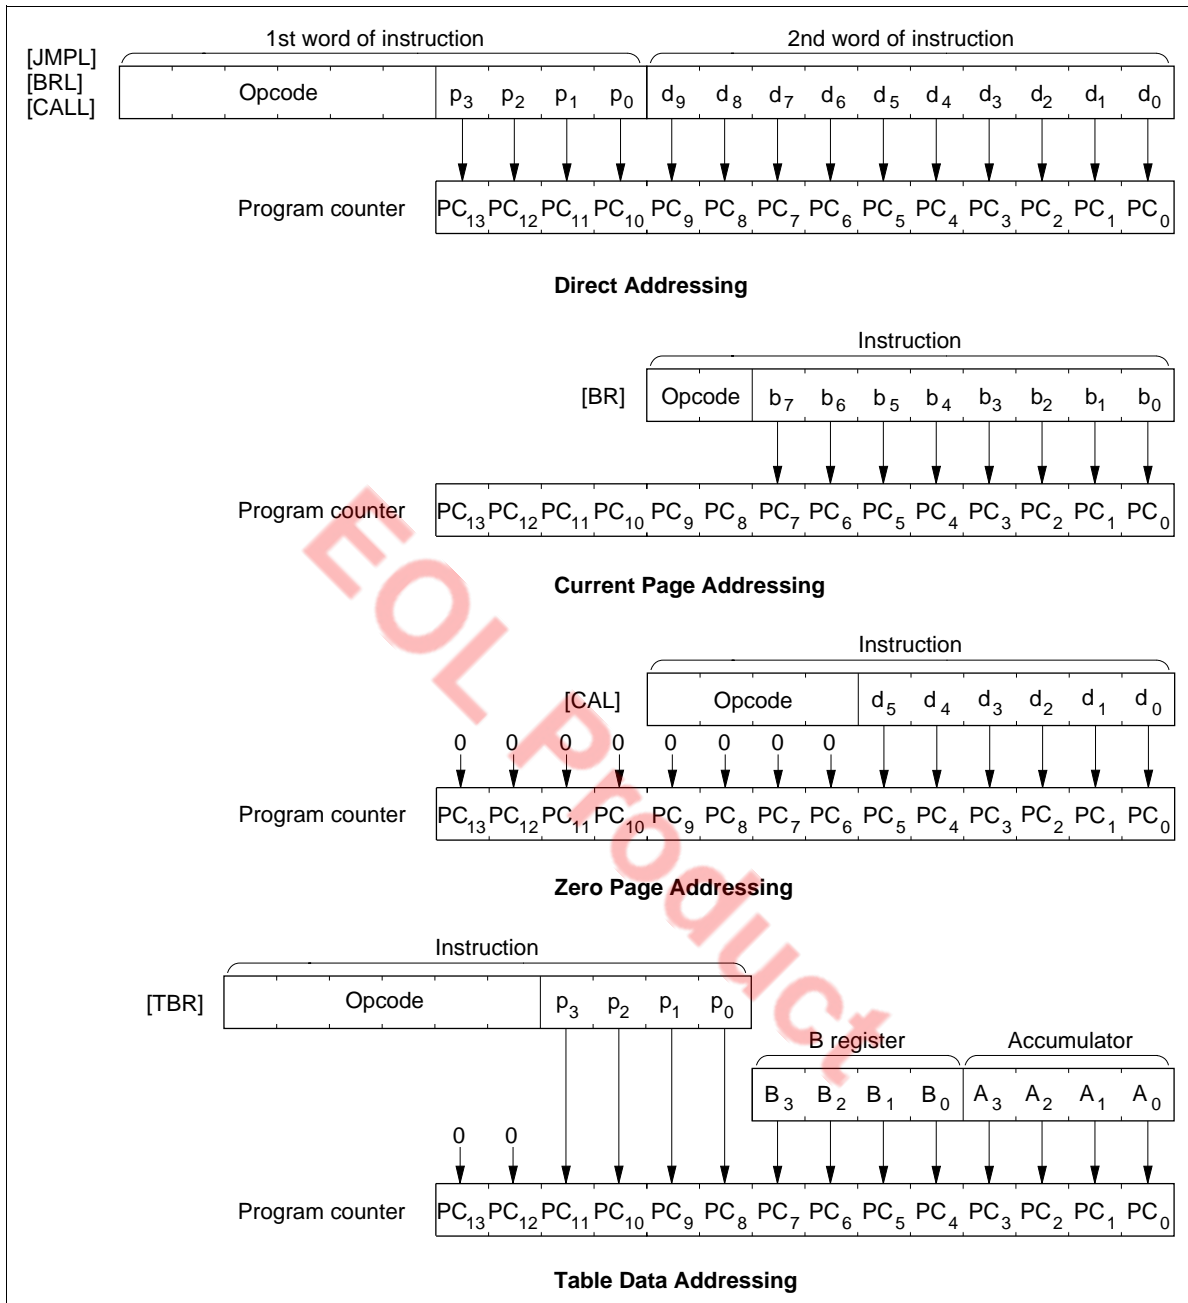 1st word of instruction 2nd word of instruction
[JMPL]
[BRL]
[CALL]
Opcode p3 p2 p1 p0 d9 d8 d7 d6 d5 d4 d3 d2 d1 d0
Program counter PC13 PC12 PC11 PC10 PC9 PC8 PC7 PC6 PC5 PC4 PC3 PC2 PC1 PC0
Direct Addressing
Instruction
[BR] Opcode b7 b6 b5 b4 b3 b2 b1 b0
Program counter PC13 PC12 PC11 PC10 PC9 PC8 PC7 PC6 PC5 PC4 PC3 PC2 PC1 PC0
Current Page Addressing
Instruction
[CAL] Opcode d5 d4 d3 d2 d1 d0
0 0 0 0 0 0 0 0
Program counter PC13 PC12 PC11 PC10 PC9 PC8 PC7 PC6 PC5 PC4 PC3 PC2 PC1 PC0
Zero Page Addressing
Instruction
[TBR] Opcode p3 p2 p1 p0
B register Accumulator
B3 B2 B1 B0 A3 A2 A1 A0
0 0
Program counter PC13 PC12 PC11 PC10 PC9 PC8 PC7 PC6 PC5 PC4 PC3 PC2 PC1 PC0
Table Data Addressing
EOL Product